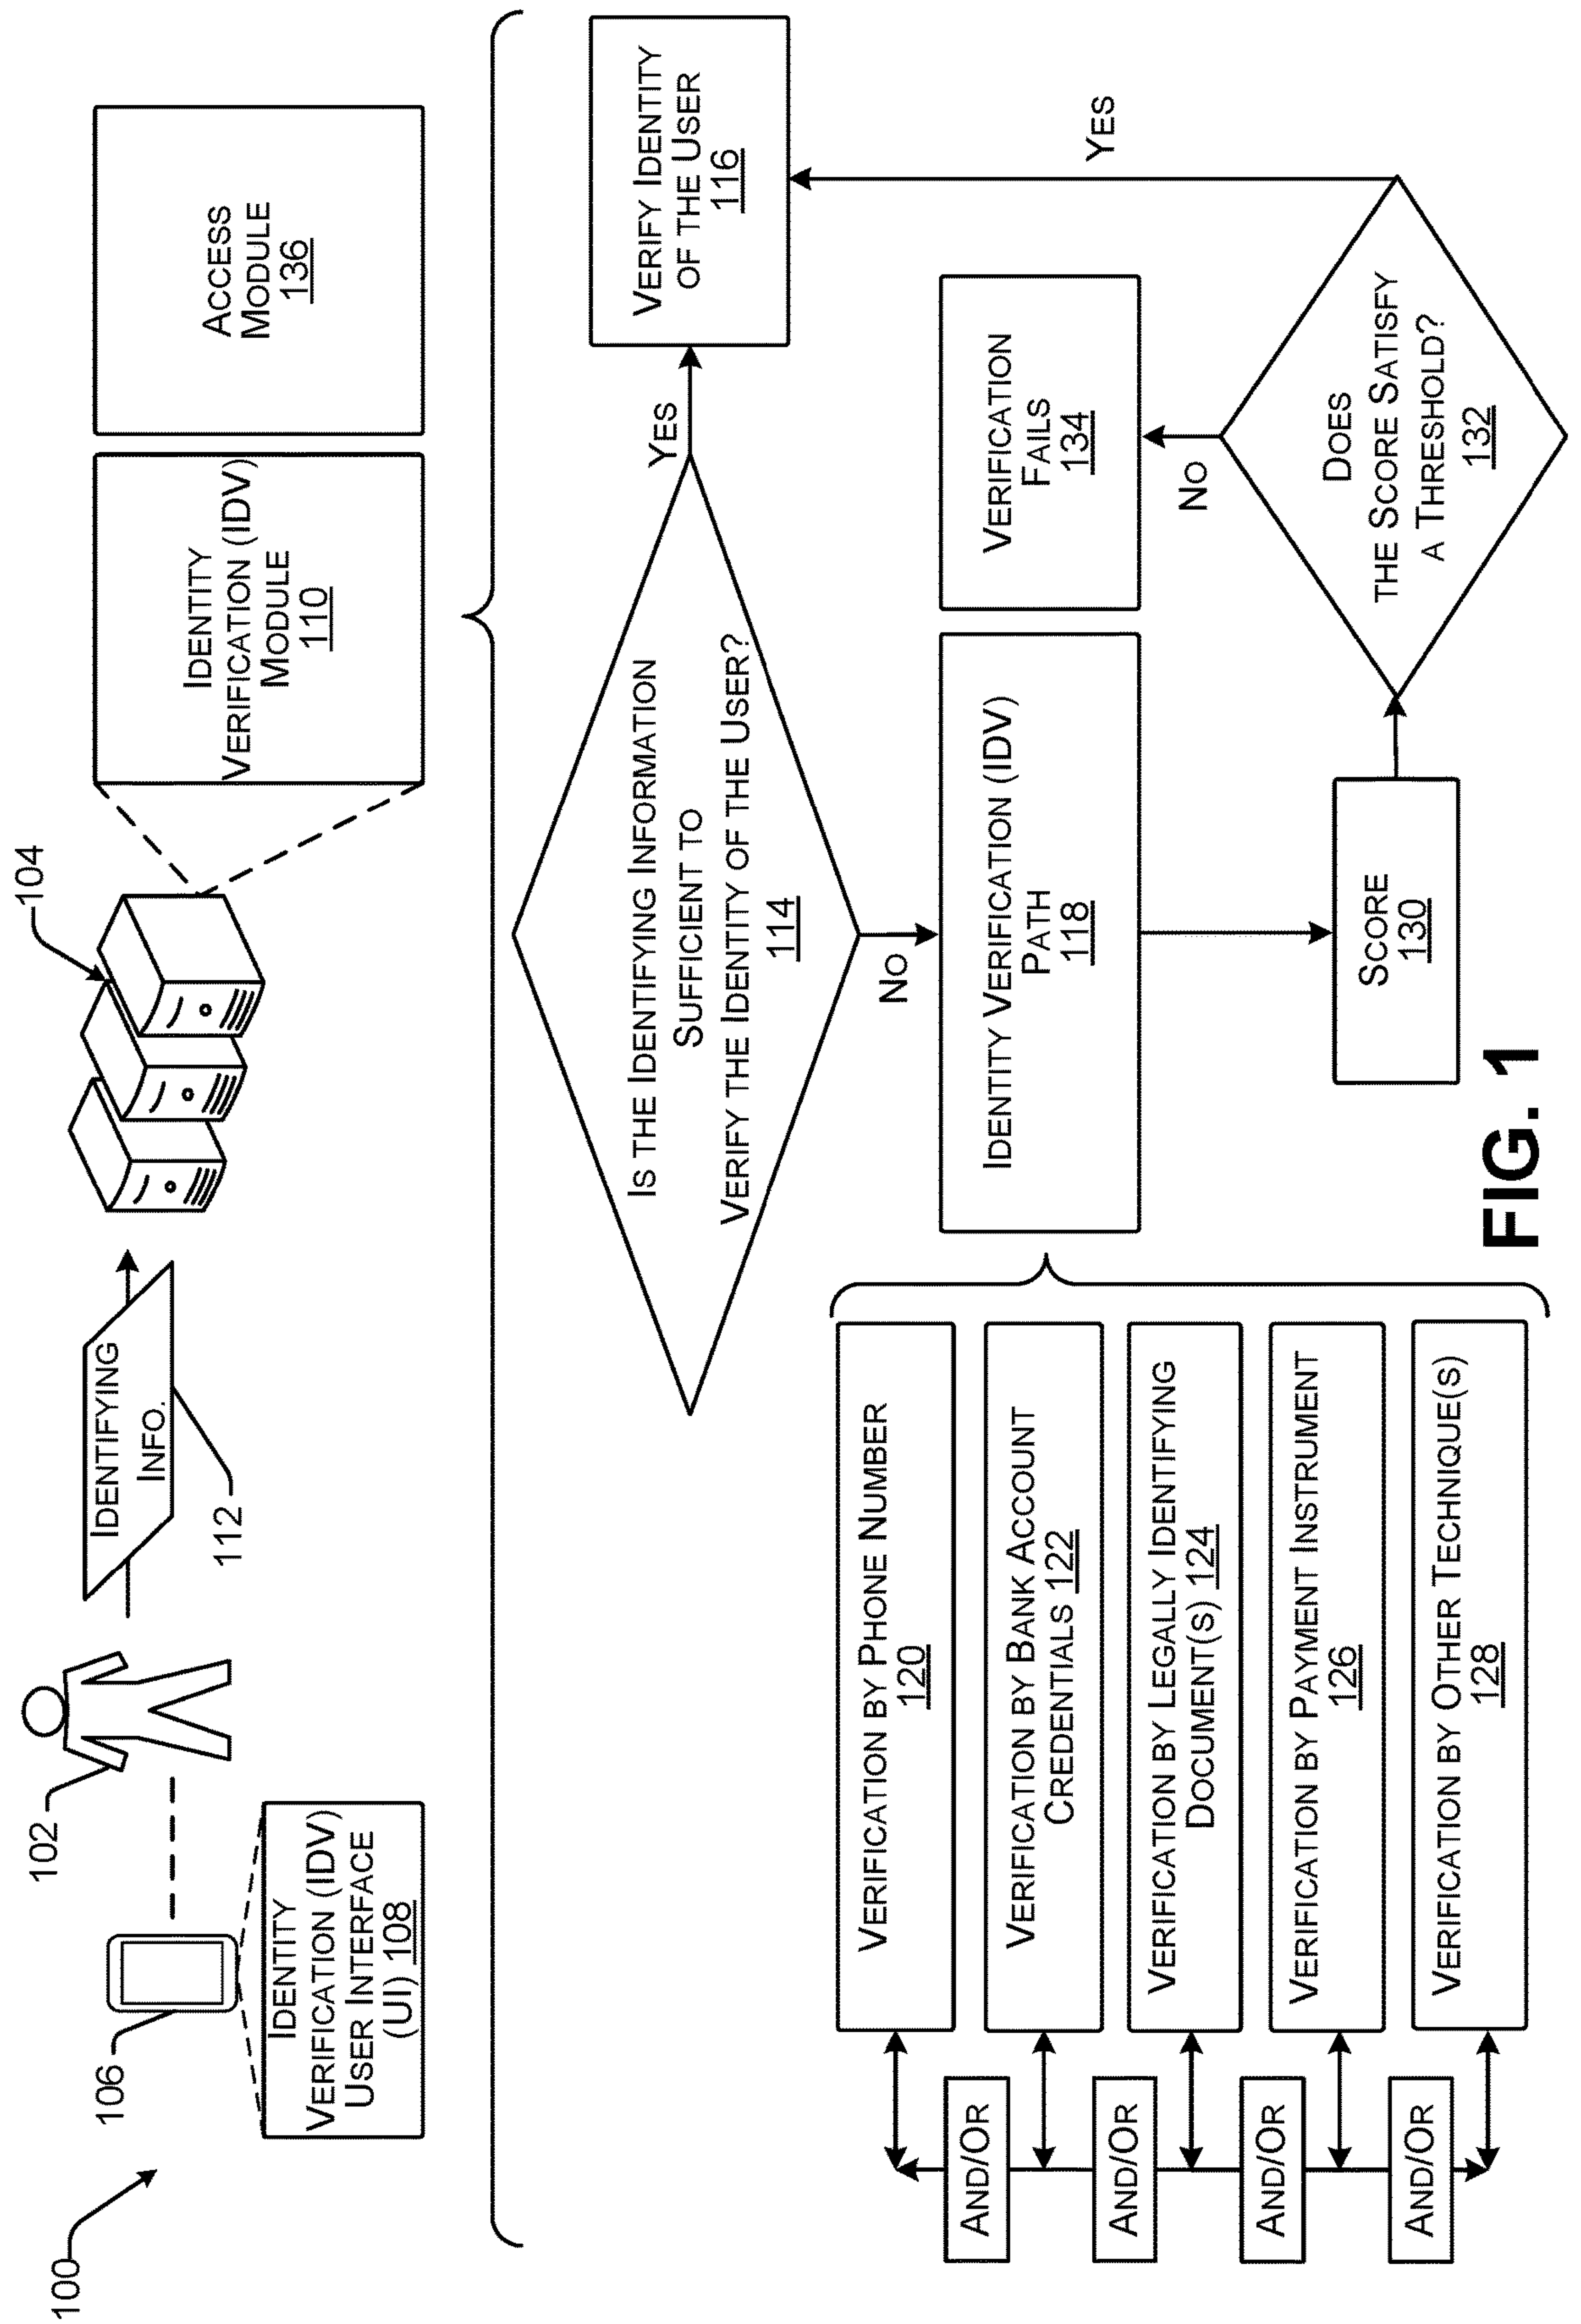 100
106
102
Identity
Verification (IDV)
User Interface
(UI) 108
Identifying
Info.
112
104
Identity
Verification (IDV)
Module
110
Access
Module
136
Is the Identifying Information
Sufficient to
Verify the Identity of the User?
114
Yes
Verify Identity
of the User
116
No
Identity Verification (IDV)
Path
118
Verification
Fails
134
No
Yes
Does
the Score Satisfy
a Threshold?
132
Score
130
Verification by Phone Number
120
Verification by Bank Account
Credentials 122
Verification by Legally Identifying
Document(s) 124
Verification by Payment Instrument
126
Verification by Other Technique(s)
128
And/Or
And/Or
And/Or
And/Or
FIG. 1